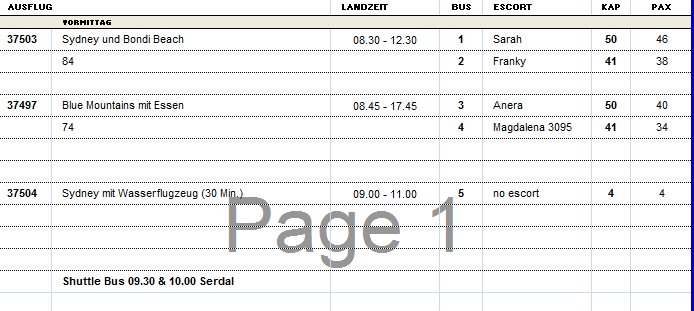 AUSFLUG LANDZEIT BUS ESCORT KAP PAX
VORMITTAG
37503 Sydney und Bondi Beach 08.30 - 12.30 1 Sarah 50 46
84 2 Franky 41 38
37497 Blue Mountains mit Essen 08.45 - 17.45 3 Anera 50 40
74 4 Magdalena 3095 41 34
37504 Sydney mit Wasserflugzeug (30 Min.) 09.00 - 11.00 5 no escort 4 4
Page 1
Shuttle Bus 09.30 & 10.00 Serdal